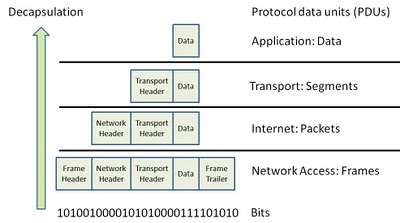 Decapsulation
Protocol data units (PDUs)
Data
Application: Data
Transport
Header
Data
Transport: Segments
Network
Header
Transport
Header
Data
Internet: Packets
Frame
Header
Network
Header
Transport
Header
Data
Frame
Trailer
Network Access: Frames
1010010000101010000111101010
Bits